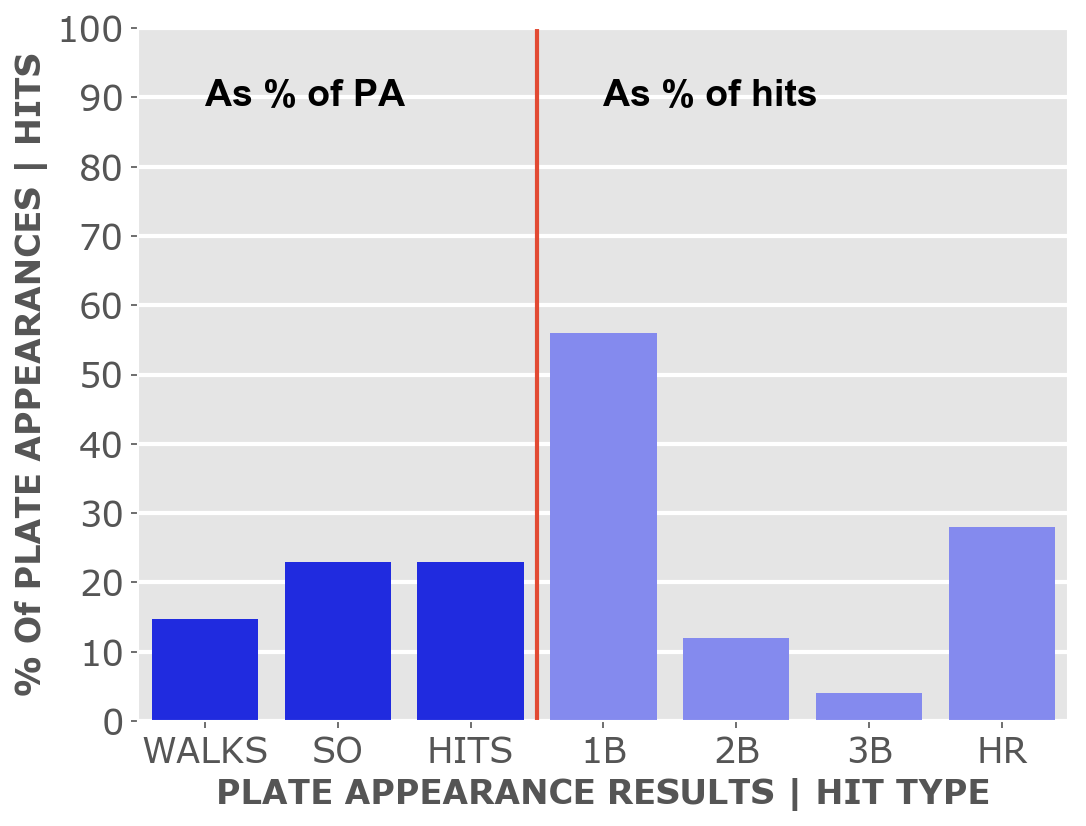 100
90
80
70
60
50
40
30
20
10
0
% Of PLATE APPEARANCES | HITS
As % of PA
As % of hits
WALKS SO HITS 1B 2B 3B HR
PLATE APPEARANCE RESULTS | HIT TYPE